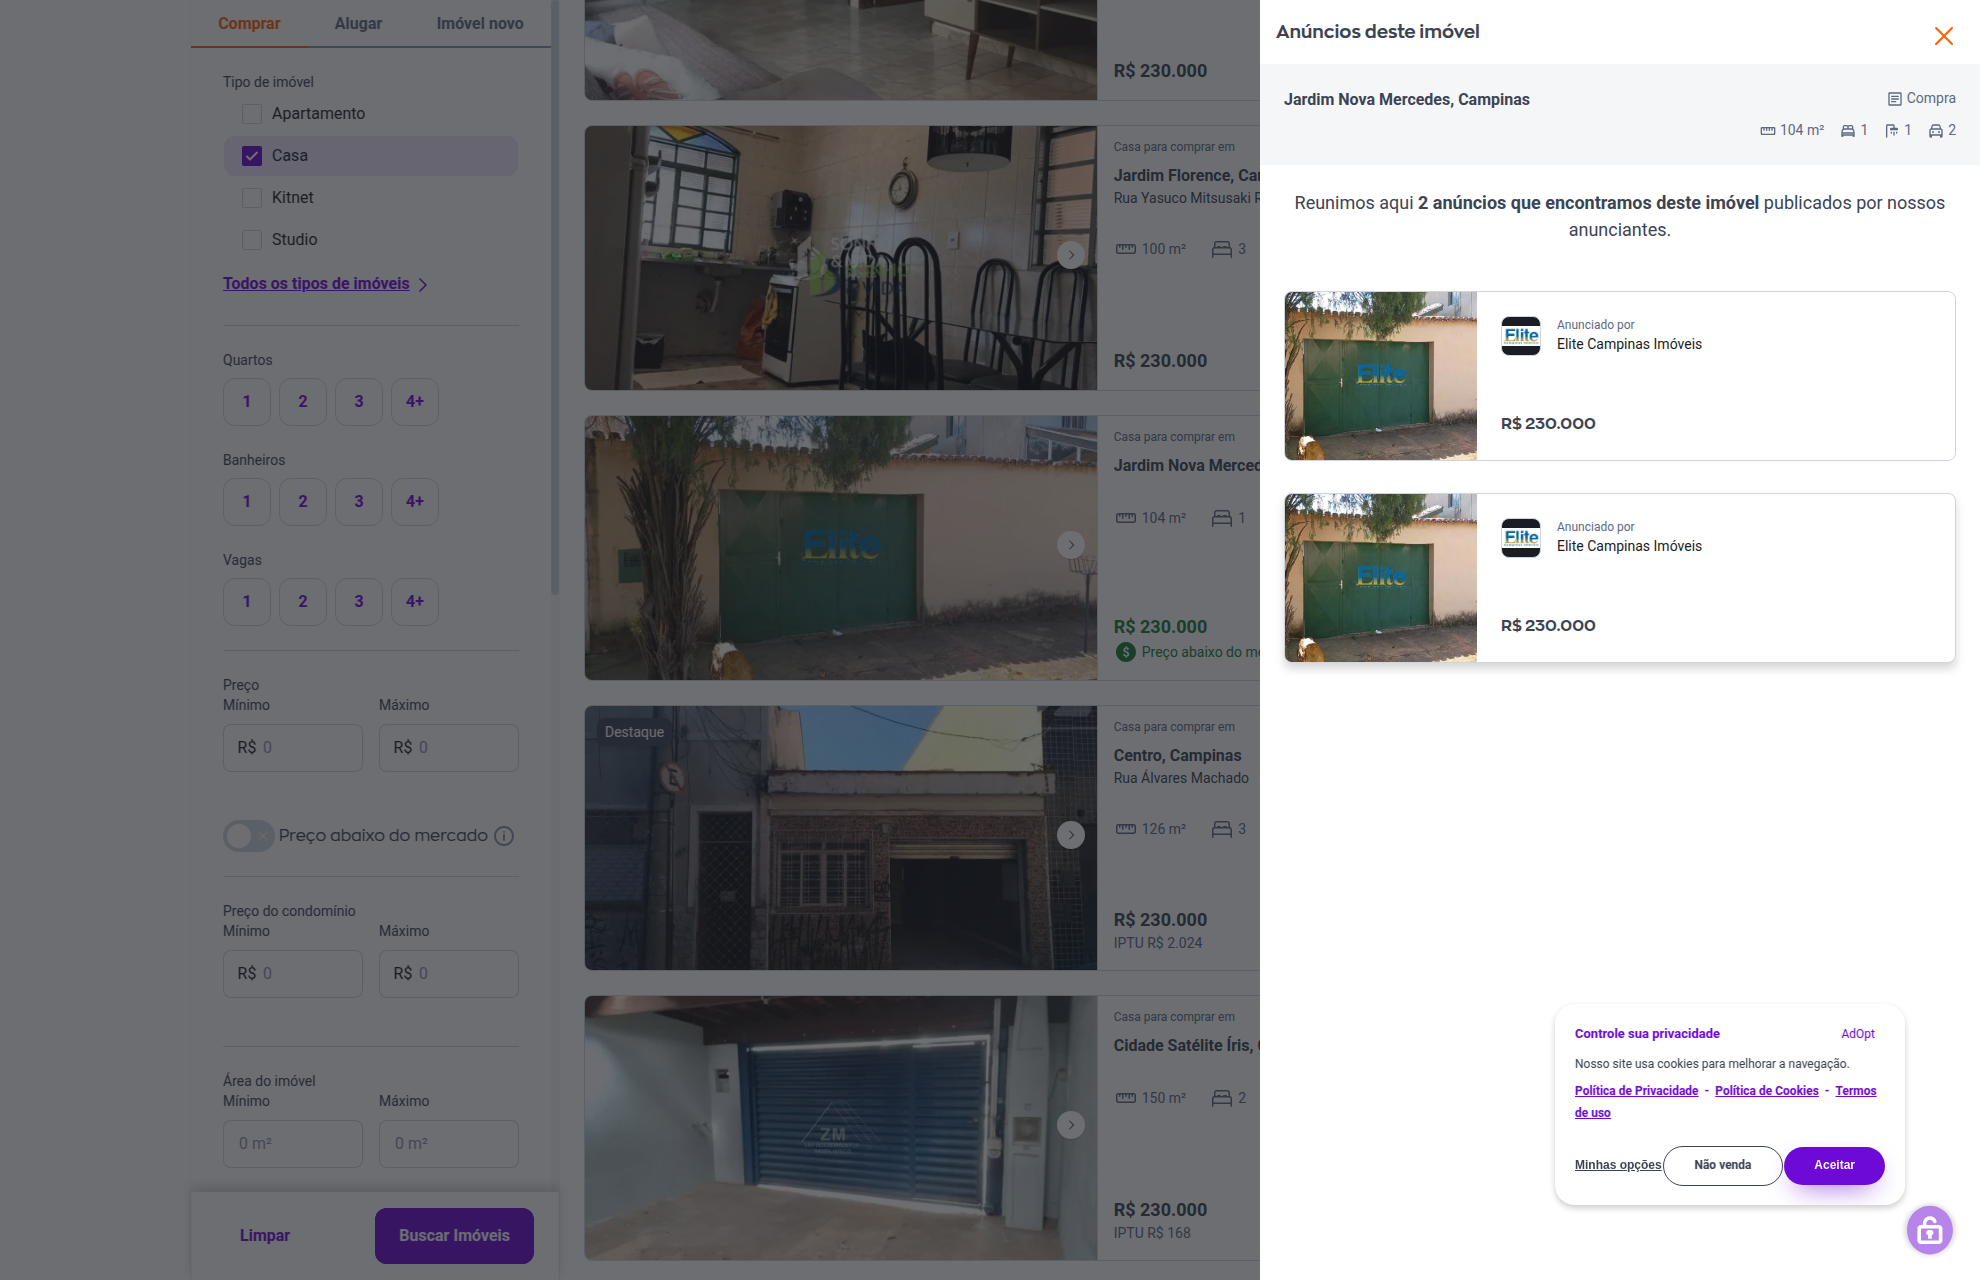 Comprar
Alugar
Imóvel novo
Tipo de imóvel
Apartamento
Casa
Kitnet
Studio
Todos os tipos de imóveis
Quartos
1
2
3
4+
Banheiros
1
2
3
4+
Vagas
1
2
3
4+
Preço
Mínimo
Máximo
R$ 0
R$ 0
Preço abaixo do mercado
Preço do condomínio
Mínimo
Máximo
R$ 0
R$ 0
Área do imóvel
Mínimo
Máximo
0 m²
0 m²
Limpar
Buscar Imóveis
R$ 230.000
Casa para comprar em
Jardim Florence,
Rua Yasuco Mitsusaki
100 m²
3
R$ 230.000
Elite
Casa para comprar em
Jardim Nova
104 m²
1
R$ 230.000
Preço abaixo do
Destaque
Casa para comprar em
Centro, Campinas
Rua Álvares Machado
126 m²
3
R$ 230.000
IPTU R$ 2.024
ZM
Casa para comprar em
Cidade Satélite Íris,
150 m²
2
R$ 230.000
IPTU R$ 168
Anúncios deste imóvel
Jardim Nova Mercedes, Campinas
Compra
104 m²
1
1
2
Reunimos aqui 2 anúncios que encontramos deste imóvel publicados por nossos
anunciantes.
Elite
Elite
Anunciado por
Elite Campinas Imóveis
R$ 230.000
Elite
Elite
Anunciado por
Elite Campinas Imóveis
R$ 230.000
Controle sua privacidade
AdOpt
Nosso site usa cookies para melhorar a navegação.
Política de Privacidade - Política de Cookies - Termos
de uso
Minhas opções
Não venda
Aceitar